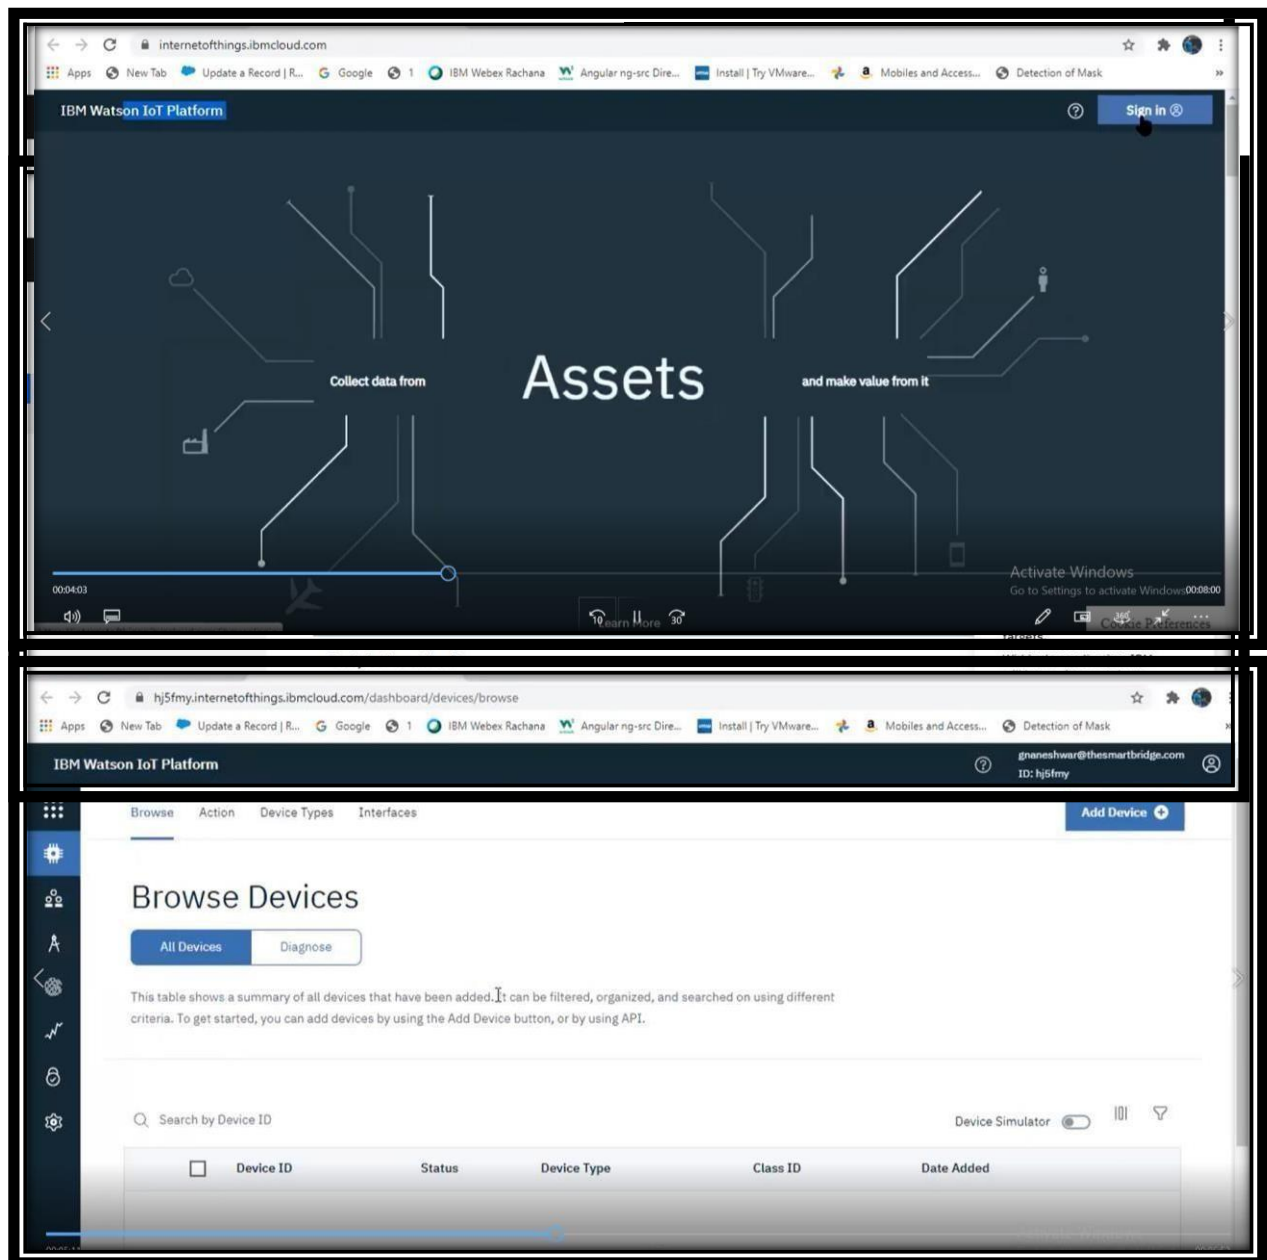 internetofthings.ibmcloud.com
Apps New Tab Update a Record | R... Google 1 IBM Webex Rachana Angular ng-src Dire... Install | Try VMware... Mobiles and Access... Detection of Mask »
IBM Watson IoT Platform Sign in
Collect data from Assets and make value from it
Activate Windows
00:04:03 Go to Settings to activate Windows 00:08:00
10 Learn More 30 Cookie Preferences
hj5fmy.internetofthings.ibmcloud.com/dashboard/devices/browse
Apps New Tab Update a Record | R... Google 1 IBM Webex Rachana Angular ng-src Dire... Install | Try VMware... Mobiles and Access... Detection of Mask »
IBM Watson IoT Platform gnaneshwar@thesmartbridge.com
ID: hj5fmy
Browse Action Device Types Interfaces Add Device
Browse Devices
All Devices Diagnose
This table shows a summary of all devices that have been added. It can be filtered, organized, and searched on using different
criteria. To get started, you can add devices by using the Add Device button, or by using API.
Search by Device ID Device Simulator
Device ID Status Device Type Class ID Date Added
Activate Windows